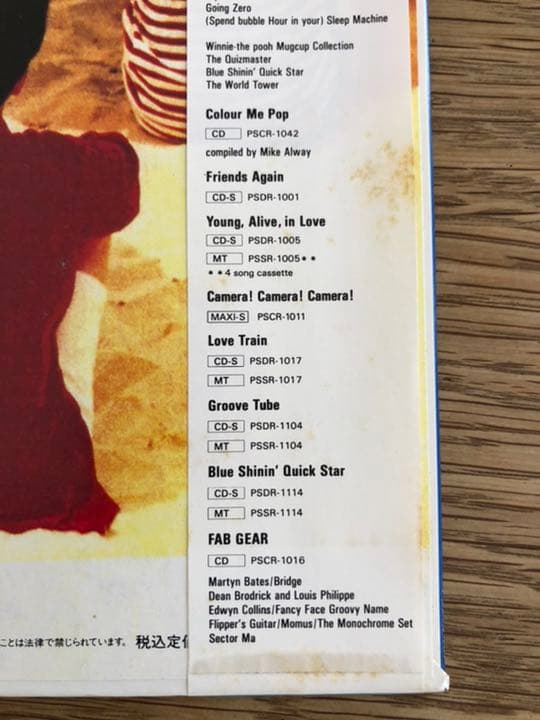 Going Zero
(Spend bubble Hour in your) Sleep Machine
Winnie-the pooh Mugcup Collection
The Quizmaster
Blue Shinin' Quick Star
The World Tower
Colour Me Pop
CD PSCR-1042
compiled by Mike Alway
Friends Again
CD-S PSDR-1001
Young, Alive, in Love
CD-S PSDR-1005
MT PSSR-1005**
**4 song cassette
Camera! Camera! Camera!
MAXI-S PSCR-1011
Love Train
CD-S PSDR-1017
MT PSSR-1017
Groove Tube
CD-S PSDR-1104
MT PSSR-1104
Blue Shinin' Quick Star
CD-S PSDR-1114
MT PSSR-1114
FAB GEAR
CD PSCR-1016
Martyn Bates/Bridge
Dean Brodrick and Louis Philippe
Edwyn Collins/Fancy Face Groovy Name
Flipper's Guitar/Momus/The Monochrome Set
ことは法律で禁じられています。 税込定価
Sector Ma